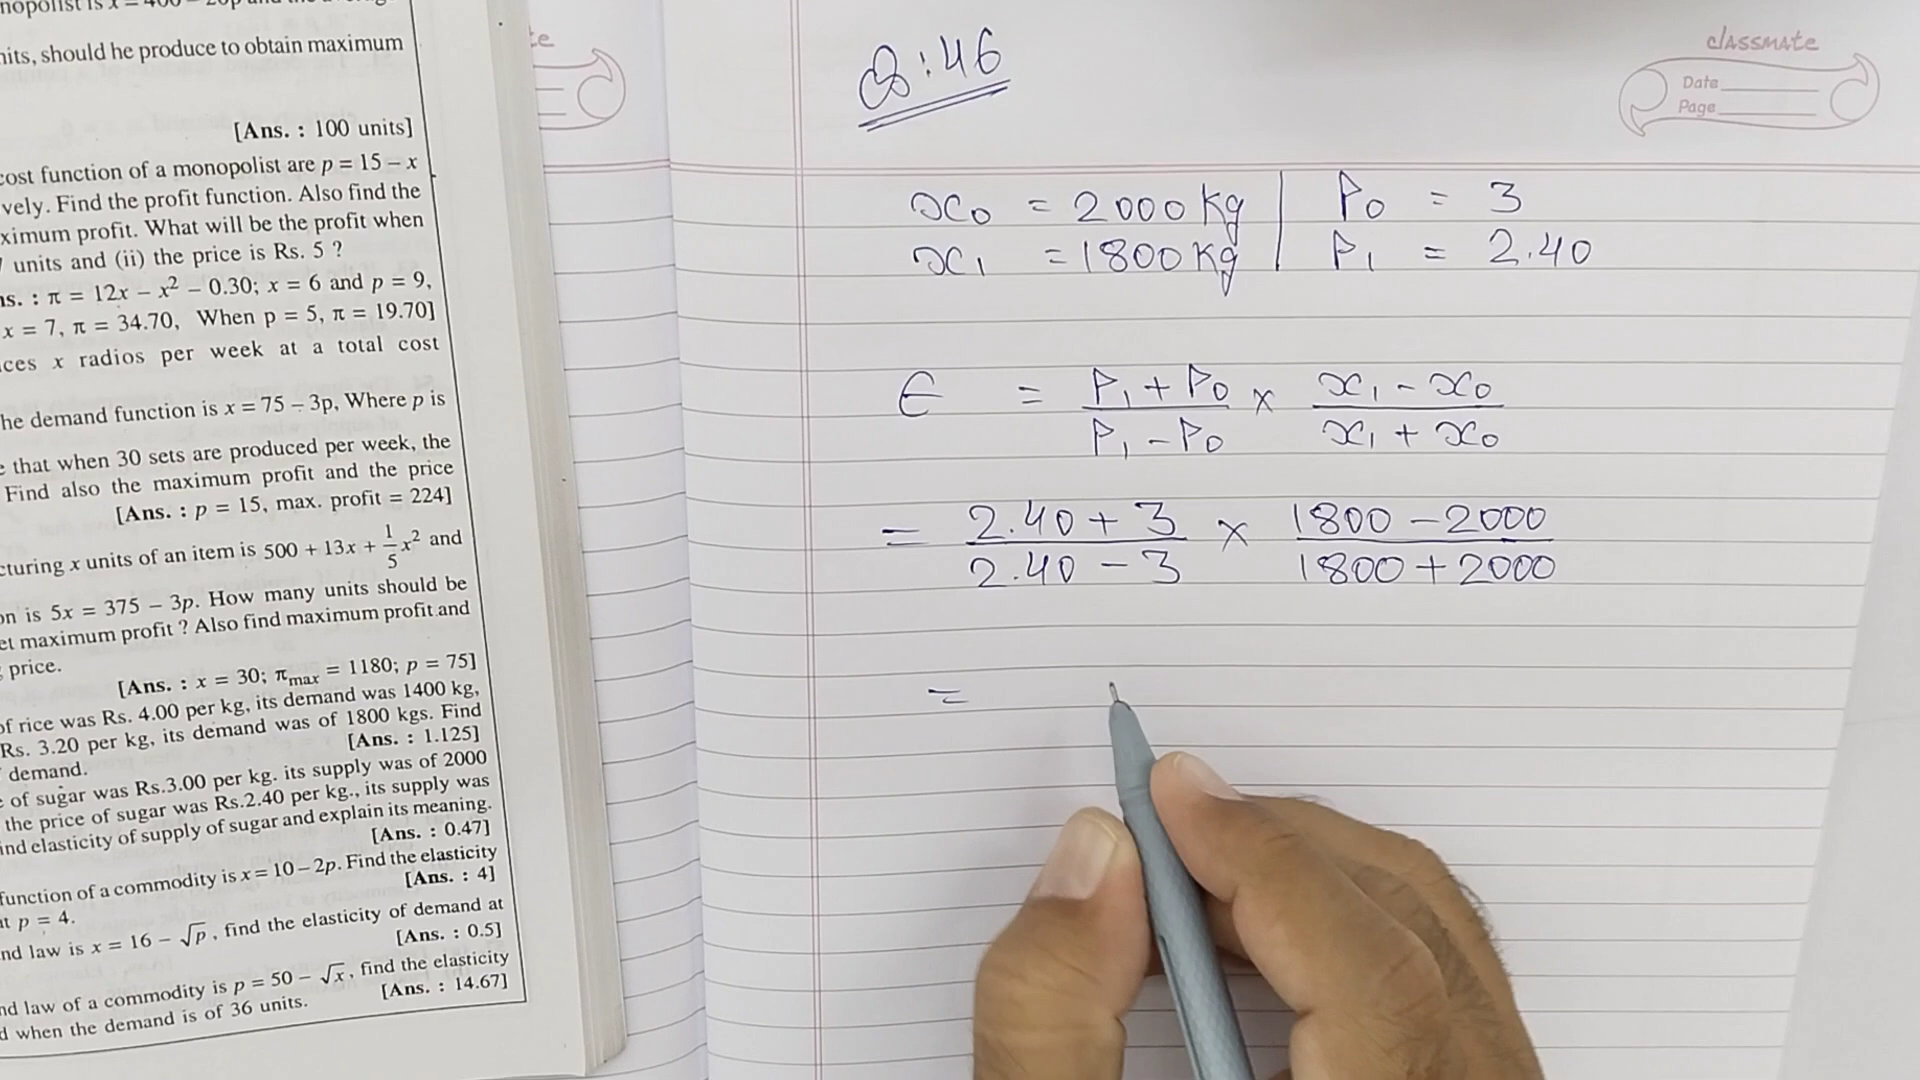 its, should he produce to obtain maximum
[Ans. : 100 units]
cost function of a monopolist are p = 15 – x
vely. Find the profit function. Also find the
ximum profit. What will be the profit when
units and (ii) the price is Rs. 5 ?
s. : π = 12x – x² – 0.30; x = 6 and p = 9,
x = 7, π = 34.70, When p = 5, π = 19.70]
ces x radios per week at a total cost
he demand function is x = 75 – 3p, Where p is
that when 30 sets are produced per week, the
Find also the maximum profit and the price
[Ans. : p = 15, max. profit = 224]
cturing x units of an item is 500 + 13x + 1/5 x² and
on is 5x = 375 – 3p. How many units should be
et maximum profit ? Also find maximum profit and
price.
[Ans. : x = 30; πmax = 1180; p = 75]
of rice was Rs. 4.00 per kg, its demand was 1400 kg,
Rs. 3.20 per kg, its demand was of 1800 kgs. Find
demand.
[Ans. : 1.125]
of sugar was Rs.3.00 per kg. its supply was of 2000
the price of sugar was Rs.2.40 per kg., its supply was
ind elasticity of supply of sugar and explain its meaning.
[Ans. : 0.47]
function of a commodity is x = 10 – 2p. Find the elasticity
at p = 4.
[Ans. : 4]
nd law is x = 16 – √p, find the elasticity of demand at
[Ans. : 0.5]
nd law of a commodity is p = 50 – √x, find the elasticity
d when the demand is of 36 units.
[Ans. : 14.67]
te
classmate
Date
Page
Q:46
x₀ = 2000 kg | P₀ = 3
x₁ = 1800 kg | P₁ = 2.40
ϵ = P₁ + P₀ / P₁ - P₀ × x₁ - x₀ / x₁ + x₀
= 2.40 + 3 / 2.40 - 3 × 1800 - 2000 / 1800 + 2000
=